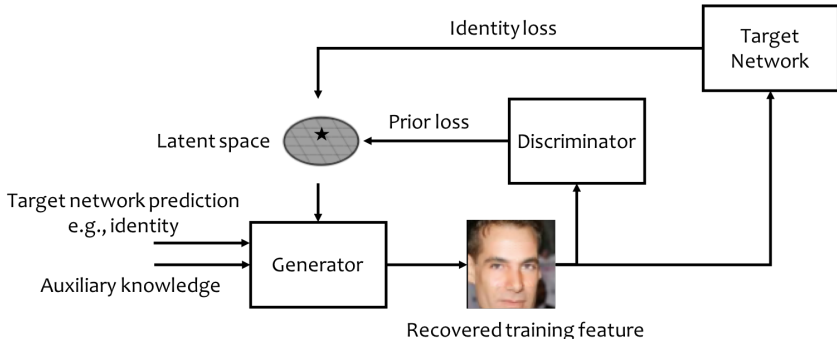 Identity loss
Target
Network
Prior loss
Latent space
Discriminator
Target network prediction
e.g., identity
Generator
Auxiliary knowledge
Recovered training feature